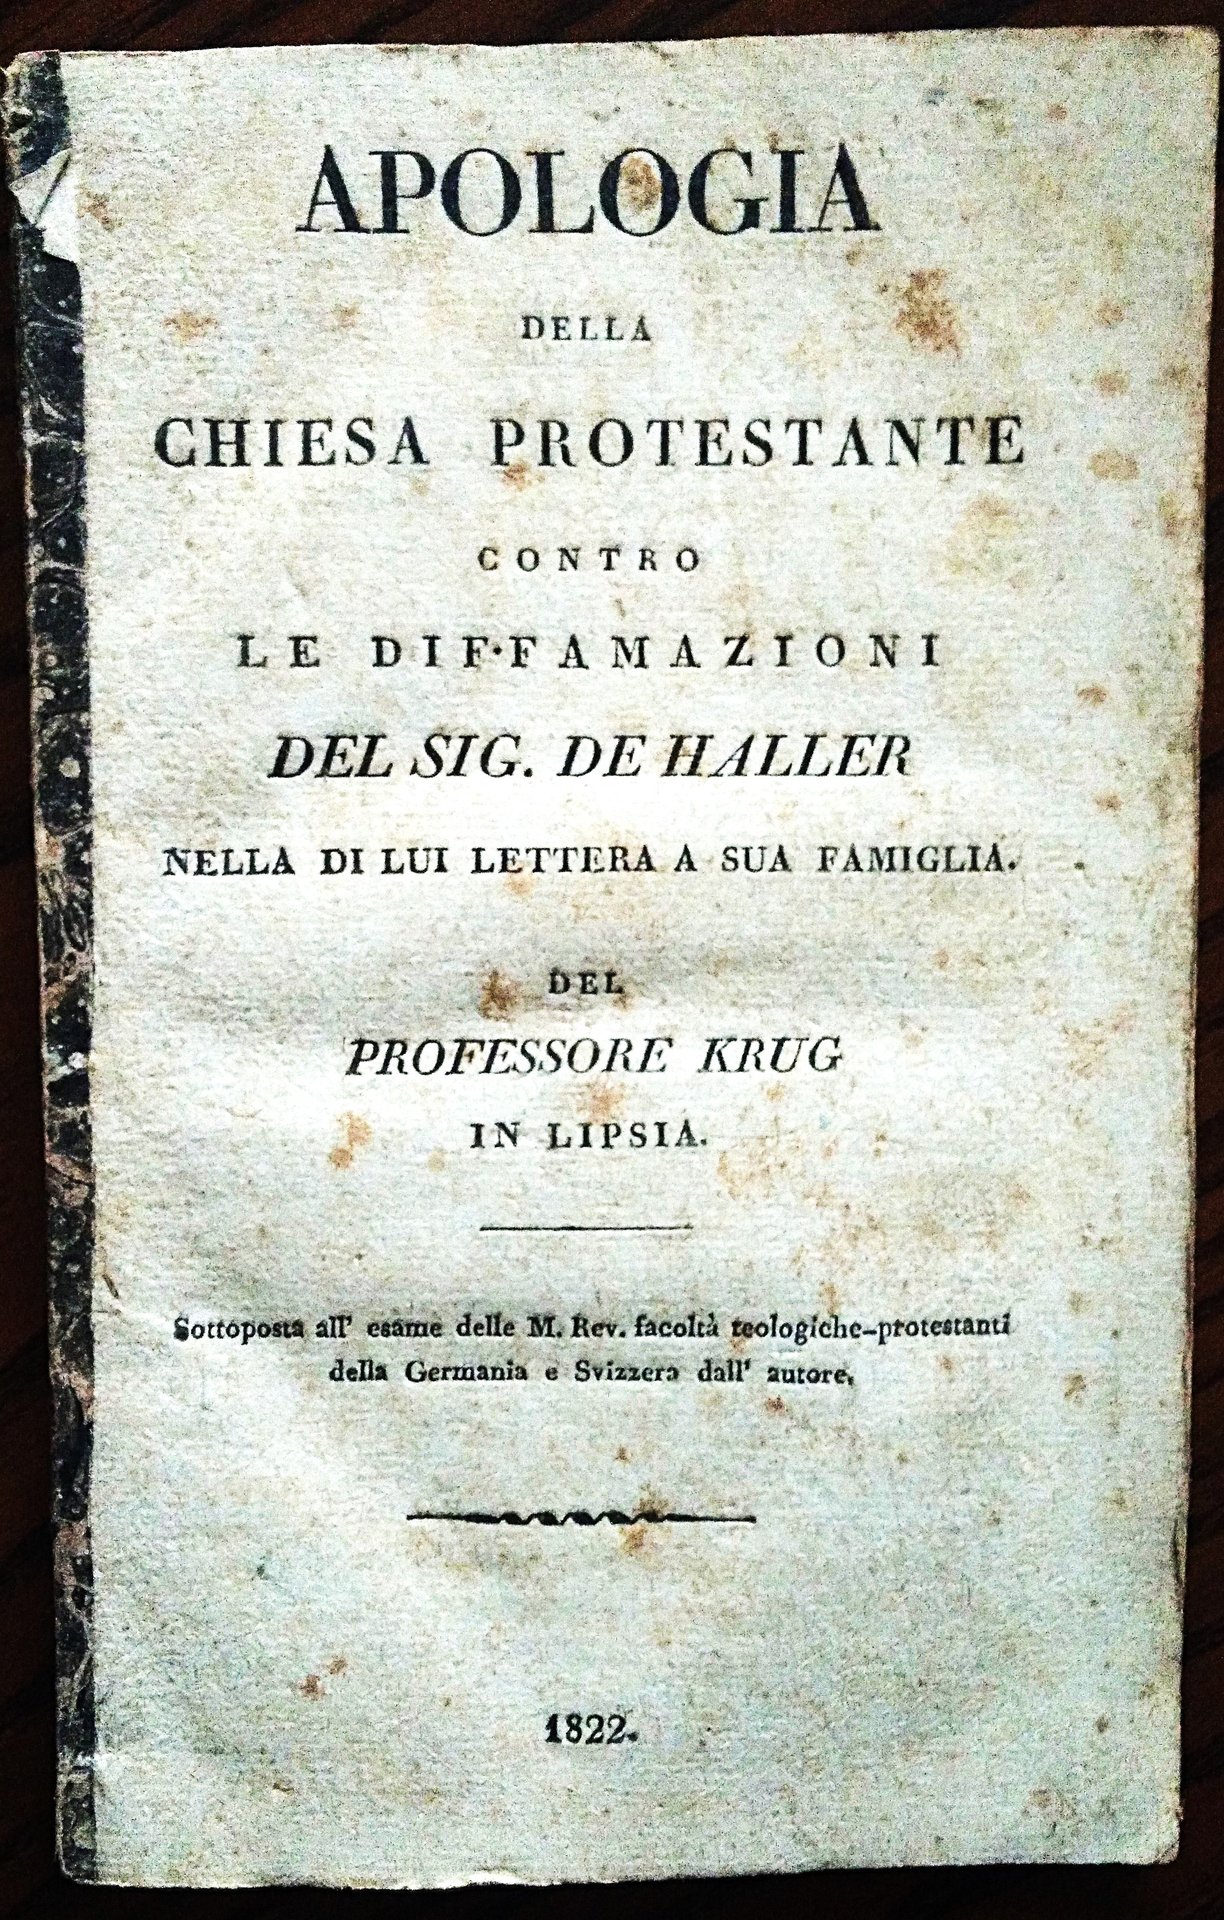 APOLOGIA
DELLA
CHIESA PROTESTANTE
CONTRO
LE DIF·FAMAZIONI
DEL SIG. DE HALLER
NELLA DI LUI LETTERA A SUA FAMIGLIA.
DEL
PROFESSORE KRUG
IN LIPSIA.
Sottoposta all' esame delle M. Rev. facoltà teologiche-protestanti
della Germania e Svizzera dall' autore.
1822.